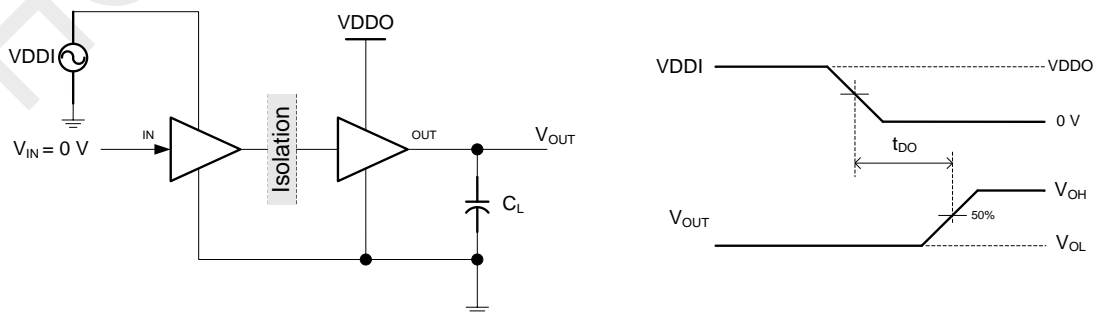 VDDO
VDDI
IN
OUT
V_IN = 0 V
Isolation
V_OUT
C_L
VDDI
VDDO
0 V
t_DO
V_OH
50%
V_OUT
V_OL